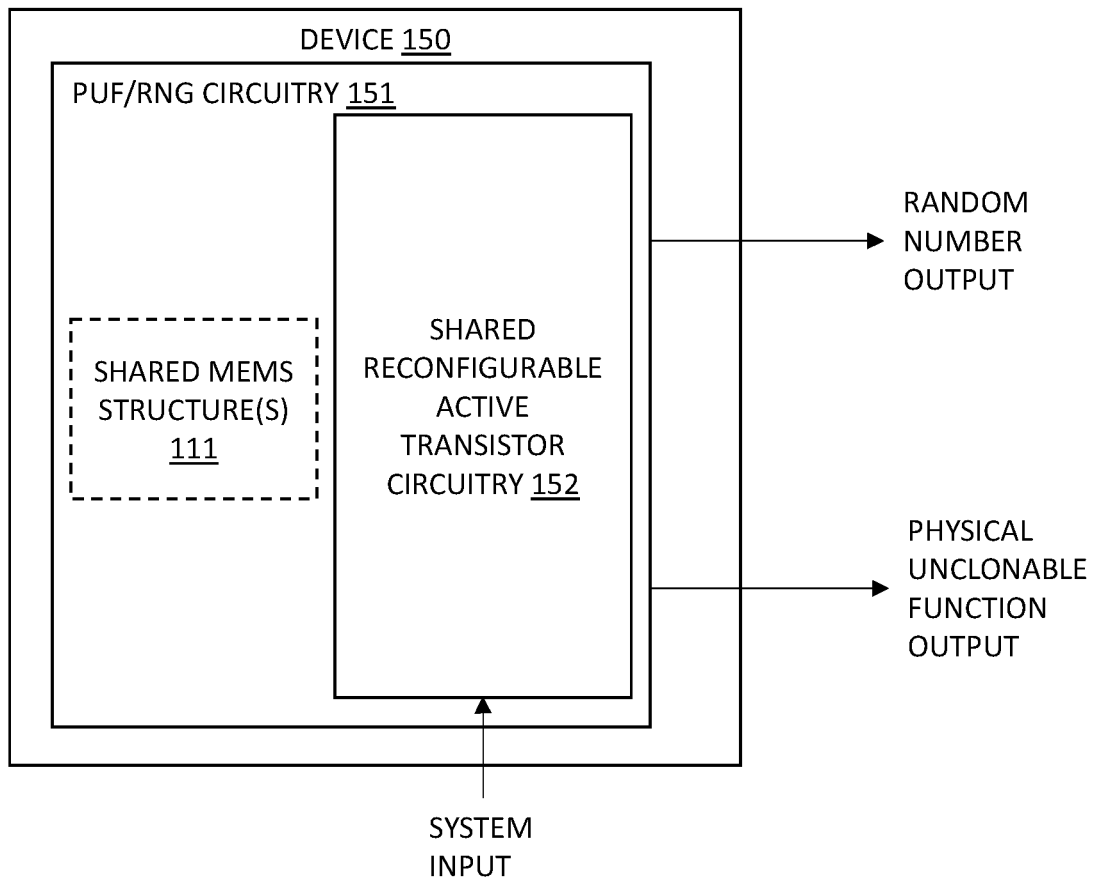 DEVICE 150
PUF/RNG CIRCUITRY 151
SHARED MEMS
STRUCTURE(S)
111
SHARED
RECONFIGURABLE
ACTIVE
TRANSISTOR
CIRCUITRY 152
RANDOM
NUMBER
OUTPUT
PHYSICAL
UNCLONABLE
FUNCTION
OUTPUT
SYSTEM
INPUT